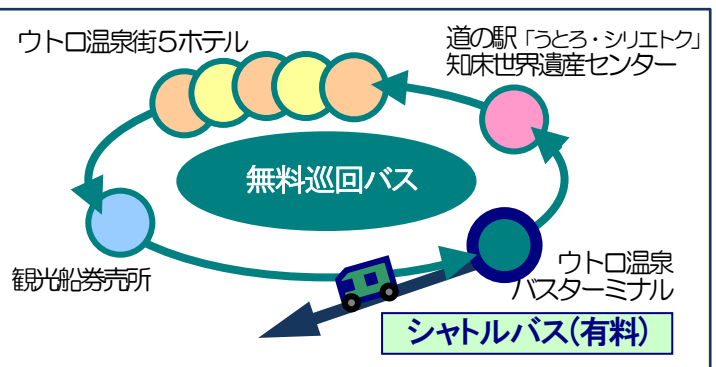 ウトロ温泉街5ホテル
道の駅「うとろ・シリエトク」
知床世界遺産センター
無料巡回バス
観光船券売所
ウトロ温泉
バスターミナル
シャトルバス(有料)